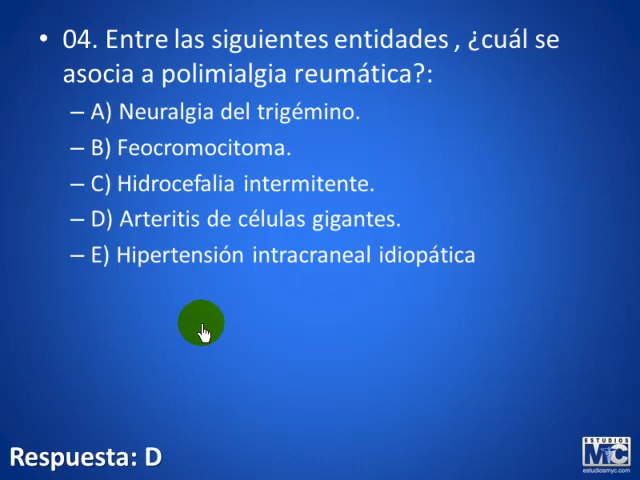 • 04. Entre las siguientes entidades , ¿cuál se
asocia a polimialgia reumática?:
– A) Neuralgia del trigémino.
– B) Feocromocitoma.
– C) Hidrocefalia intermitente.
– D) Arteritis de células gigantes.
– E) Hipertensión intracraneal idiopática
Respuesta: D
ESTUDIOS
MyC
estudiosmyc.com